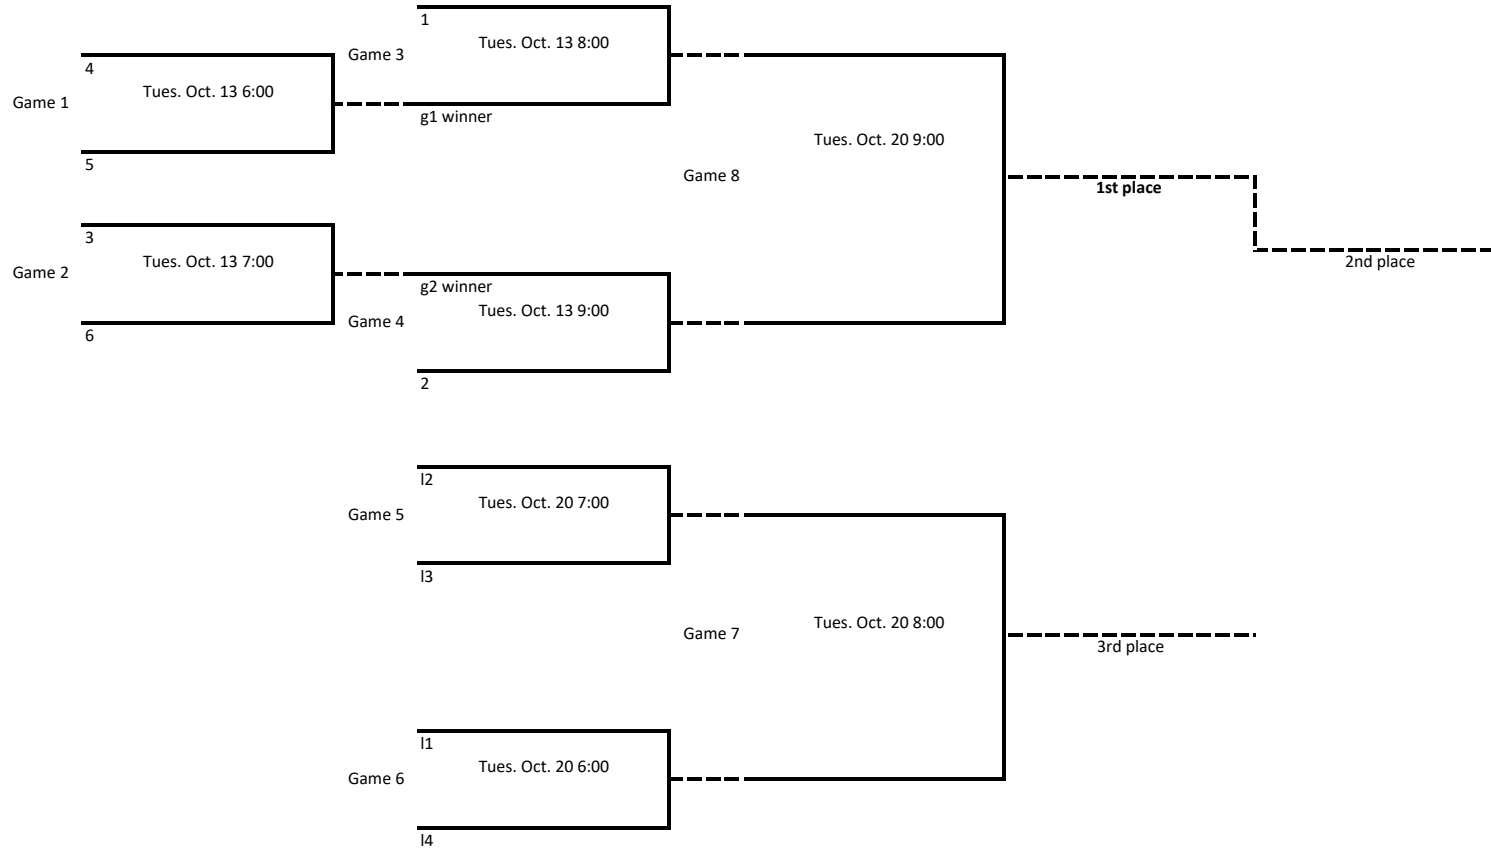 1
Game 3
Tues. Oct. 13 8:00
4
Tues. Oct. 13 6:00
Game 1
g1 winner
5
Tues. Oct. 20 9:00
Game 8
1st place
3
Tues. Oct. 13 7:00
Game 2
2nd place
g2 winner
Tues. Oct. 13 9:00
Game 4
6
2
l2
Tues. Oct. 20 7:00
Game 5
l3
Tues. Oct. 20 8:00
Game 7
3rd place
l1
Tues. Oct. 20 6:00
Game 6
l4